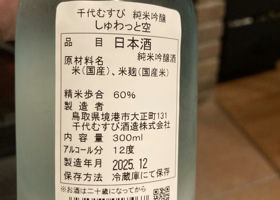 千代むすび 純米吟醸
しゅわっと空
品目 日本酒
純米吟醸酒
原材料名 米(国産)、米麹(国産米)
精米歩合 60%
製造者 鳥取県境港市大正町131
千代むすび酒造株式会社
内容量 300ml
アルコール分 12度
製造年月 2025.12
保存方法 冷蔵庫にて保存
※お酒は二十歳になってから